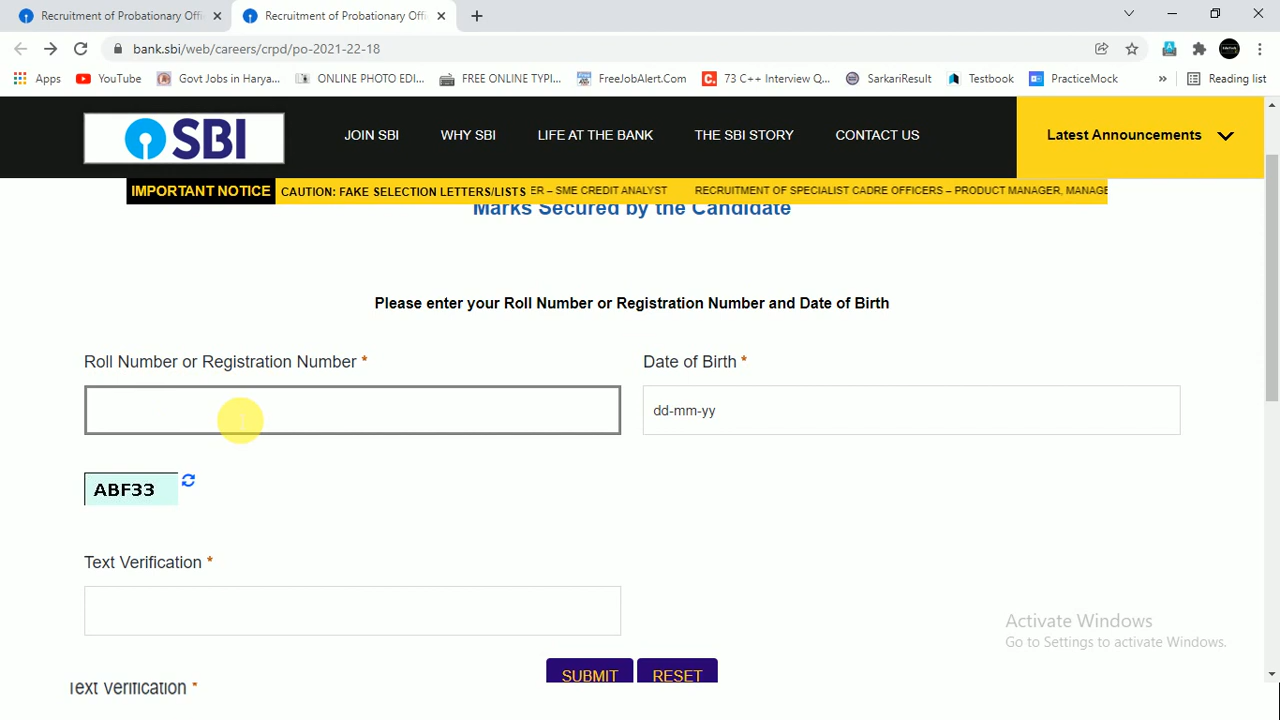 Recruitment of Probationary Offi
Recruitment of Probationary Offi
bank.sbi/web/careers/crpd/po-2021-22-18
Apps
YouTube
Govt Jobs in Harya...
ONLINE PHOTO EDI...
FREE ONLINE TYPI...
FreeJobAlert.Com
73 C++ Interview Q...
SarkariResult
Testbook
PracticeMock
»
Reading list
SBI
JOIN SBI
WHY SBI
LIFE AT THE BANK
THE SBI STORY
CONTACT US
Latest Announcements
IMPORTANT NOTICE
CAUTION: FAKE SELECTION LETTERS/LISTS
ER – SME CREDIT ANALYST
RECRUITMENT OF SPECIALIST CADRE OFFICERS – PRODUCT MANAGER, MANAGE
Marks Secured by the Candidate
Please enter your Roll Number or Registration Number and Date of Birth
Roll Number or Registration Number *
Date of Birth *
dd-mm-yy
ABF33
Text Verification *
Activate Windows
Go to Settings to activate Windows.
SUBMIT
RESET
Text Verification *